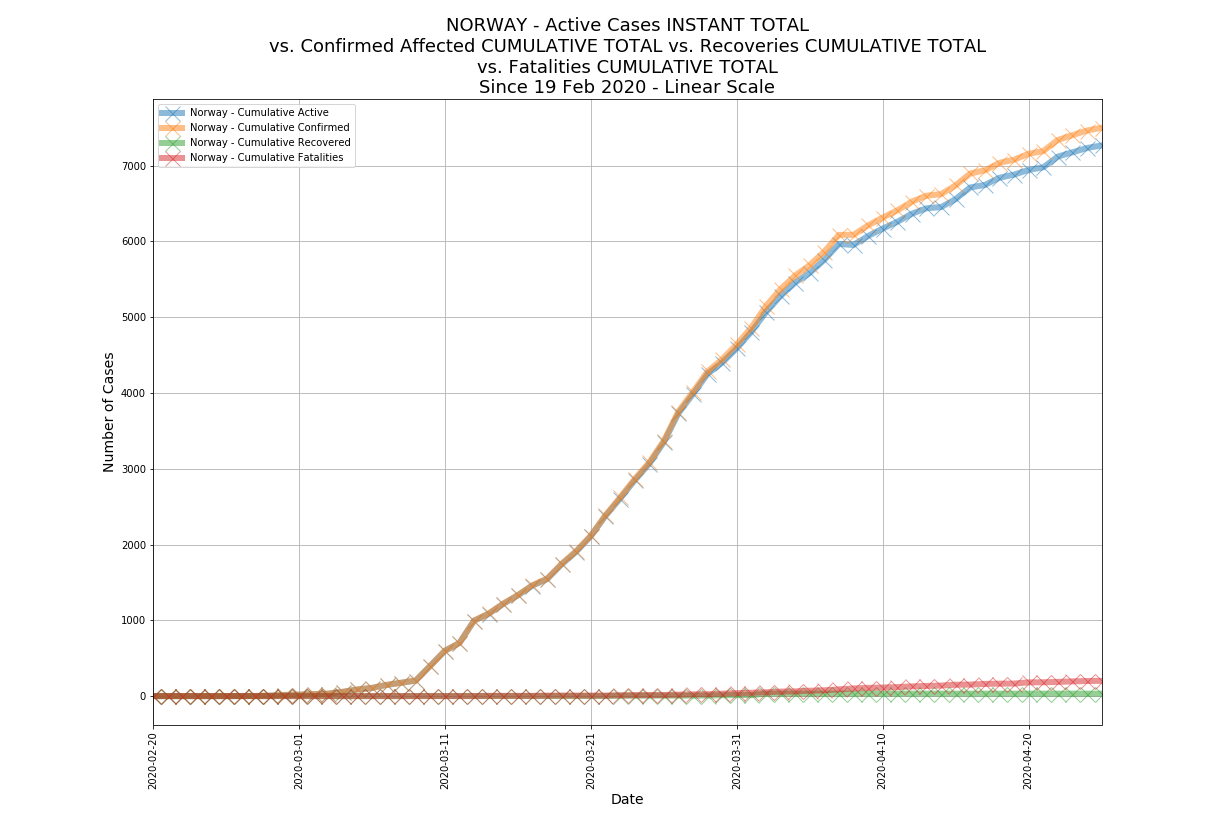 NORWAY - Active Cases INSTANT TOTAL
vs. Confirmed Affected CUMULATIVE TOTAL vs. Recoveries CUMULATIVE TOTAL
vs. Fatalities CUMULATIVE TOTAL
Since 19 Feb 2020 - Linear Scale
Norway - Cumulative Active
Norway - Cumulative Confirmed
Norway - Cumulative Recovered
Norway - Cumulative Fatalities
Number of Cases
7000
6000
5000
4000
3000
2000
1000
0
2020-02-20
2020-03-01
2020-03-11
2020-03-21
2020-03-31
2020-04-10
2020-04-20
Date